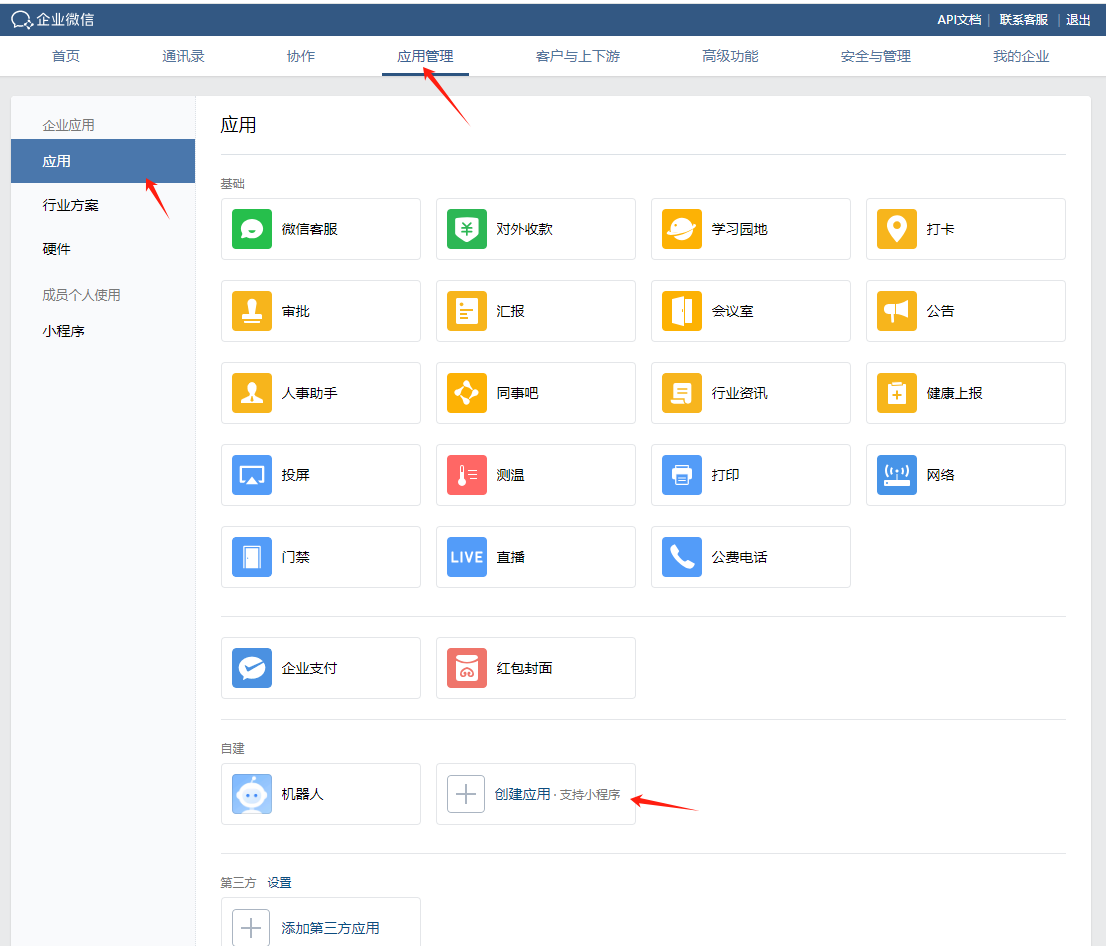 企业微信
API文档 | 联系客服 | 退出
首页 通讯录 协作 应用管理 客户与上下游 高级功能 安全与管理 我的企业
企业应用
应用
行业方案
硬件
成员个人使用
小程序
应用
基础
微信客服 对外收款 学习园地 打卡
审批 汇报 会议室 公告
人事助手 同事吧 行业资讯 健康上报
投屏 测温 打印 网络
门禁 LIVE 直播 公费电话
企业支付 红包封面
自建
机器人 创建应用 · 支持小程序
第三方 设置
添加第三方应用